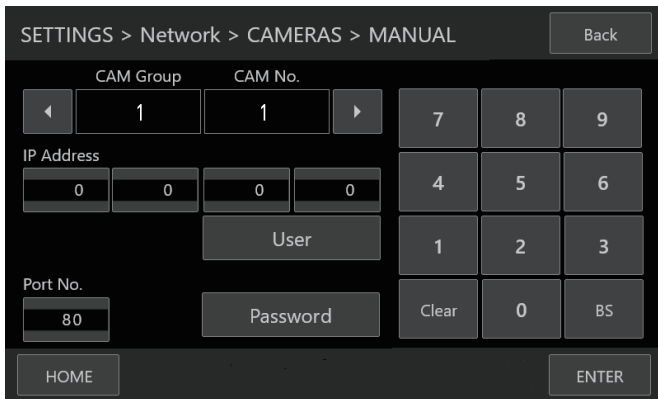 SETTINGS > Network > CAMERAS > MANUAL Back
CAM Group CAM No.
1 1
7 8 9
IP Address
0 0 0 0
4 5 6
User
1 2 3
Port No.
80
Password
Clear 0 BS
HOME ENTER